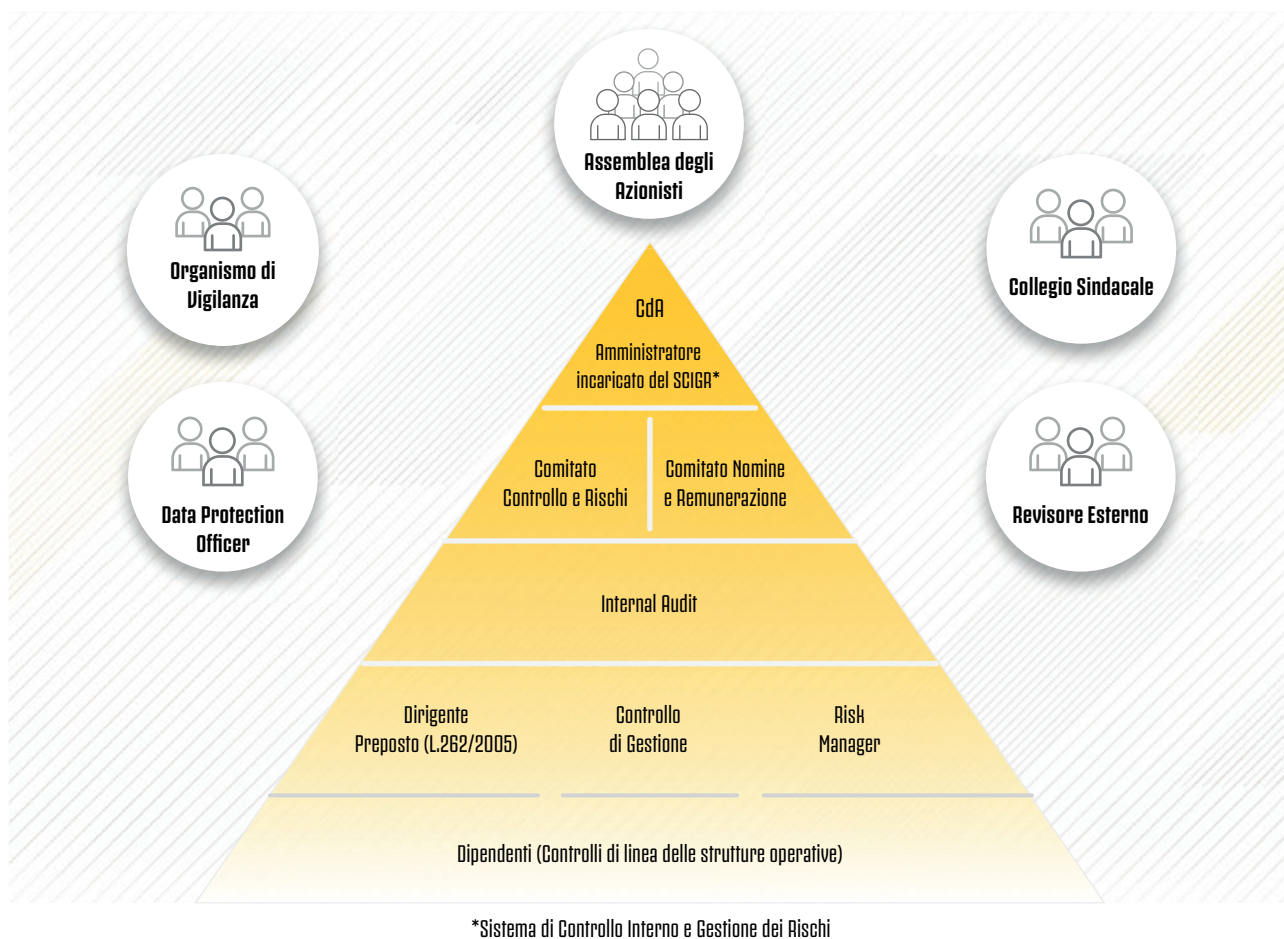 Assemblea degli
Azionisti
Organismo di
Vigilanza
Collegio Sindacale
CdA
Amministratore
incaricato del SCIGR*
Data Protection
Officer
Comitato
Controllo e Rischi
Comitato Nomine
e Remunerazione
Revisore Esterno
Internal Audit
Dirigente
Preposto (L.262/2005)
Controllo
di Gestione
Risk
Manager
Dipendenti (Controlli di linea delle strutture operative)
*Sistema di Controllo Interno e Gestione dei Rischi